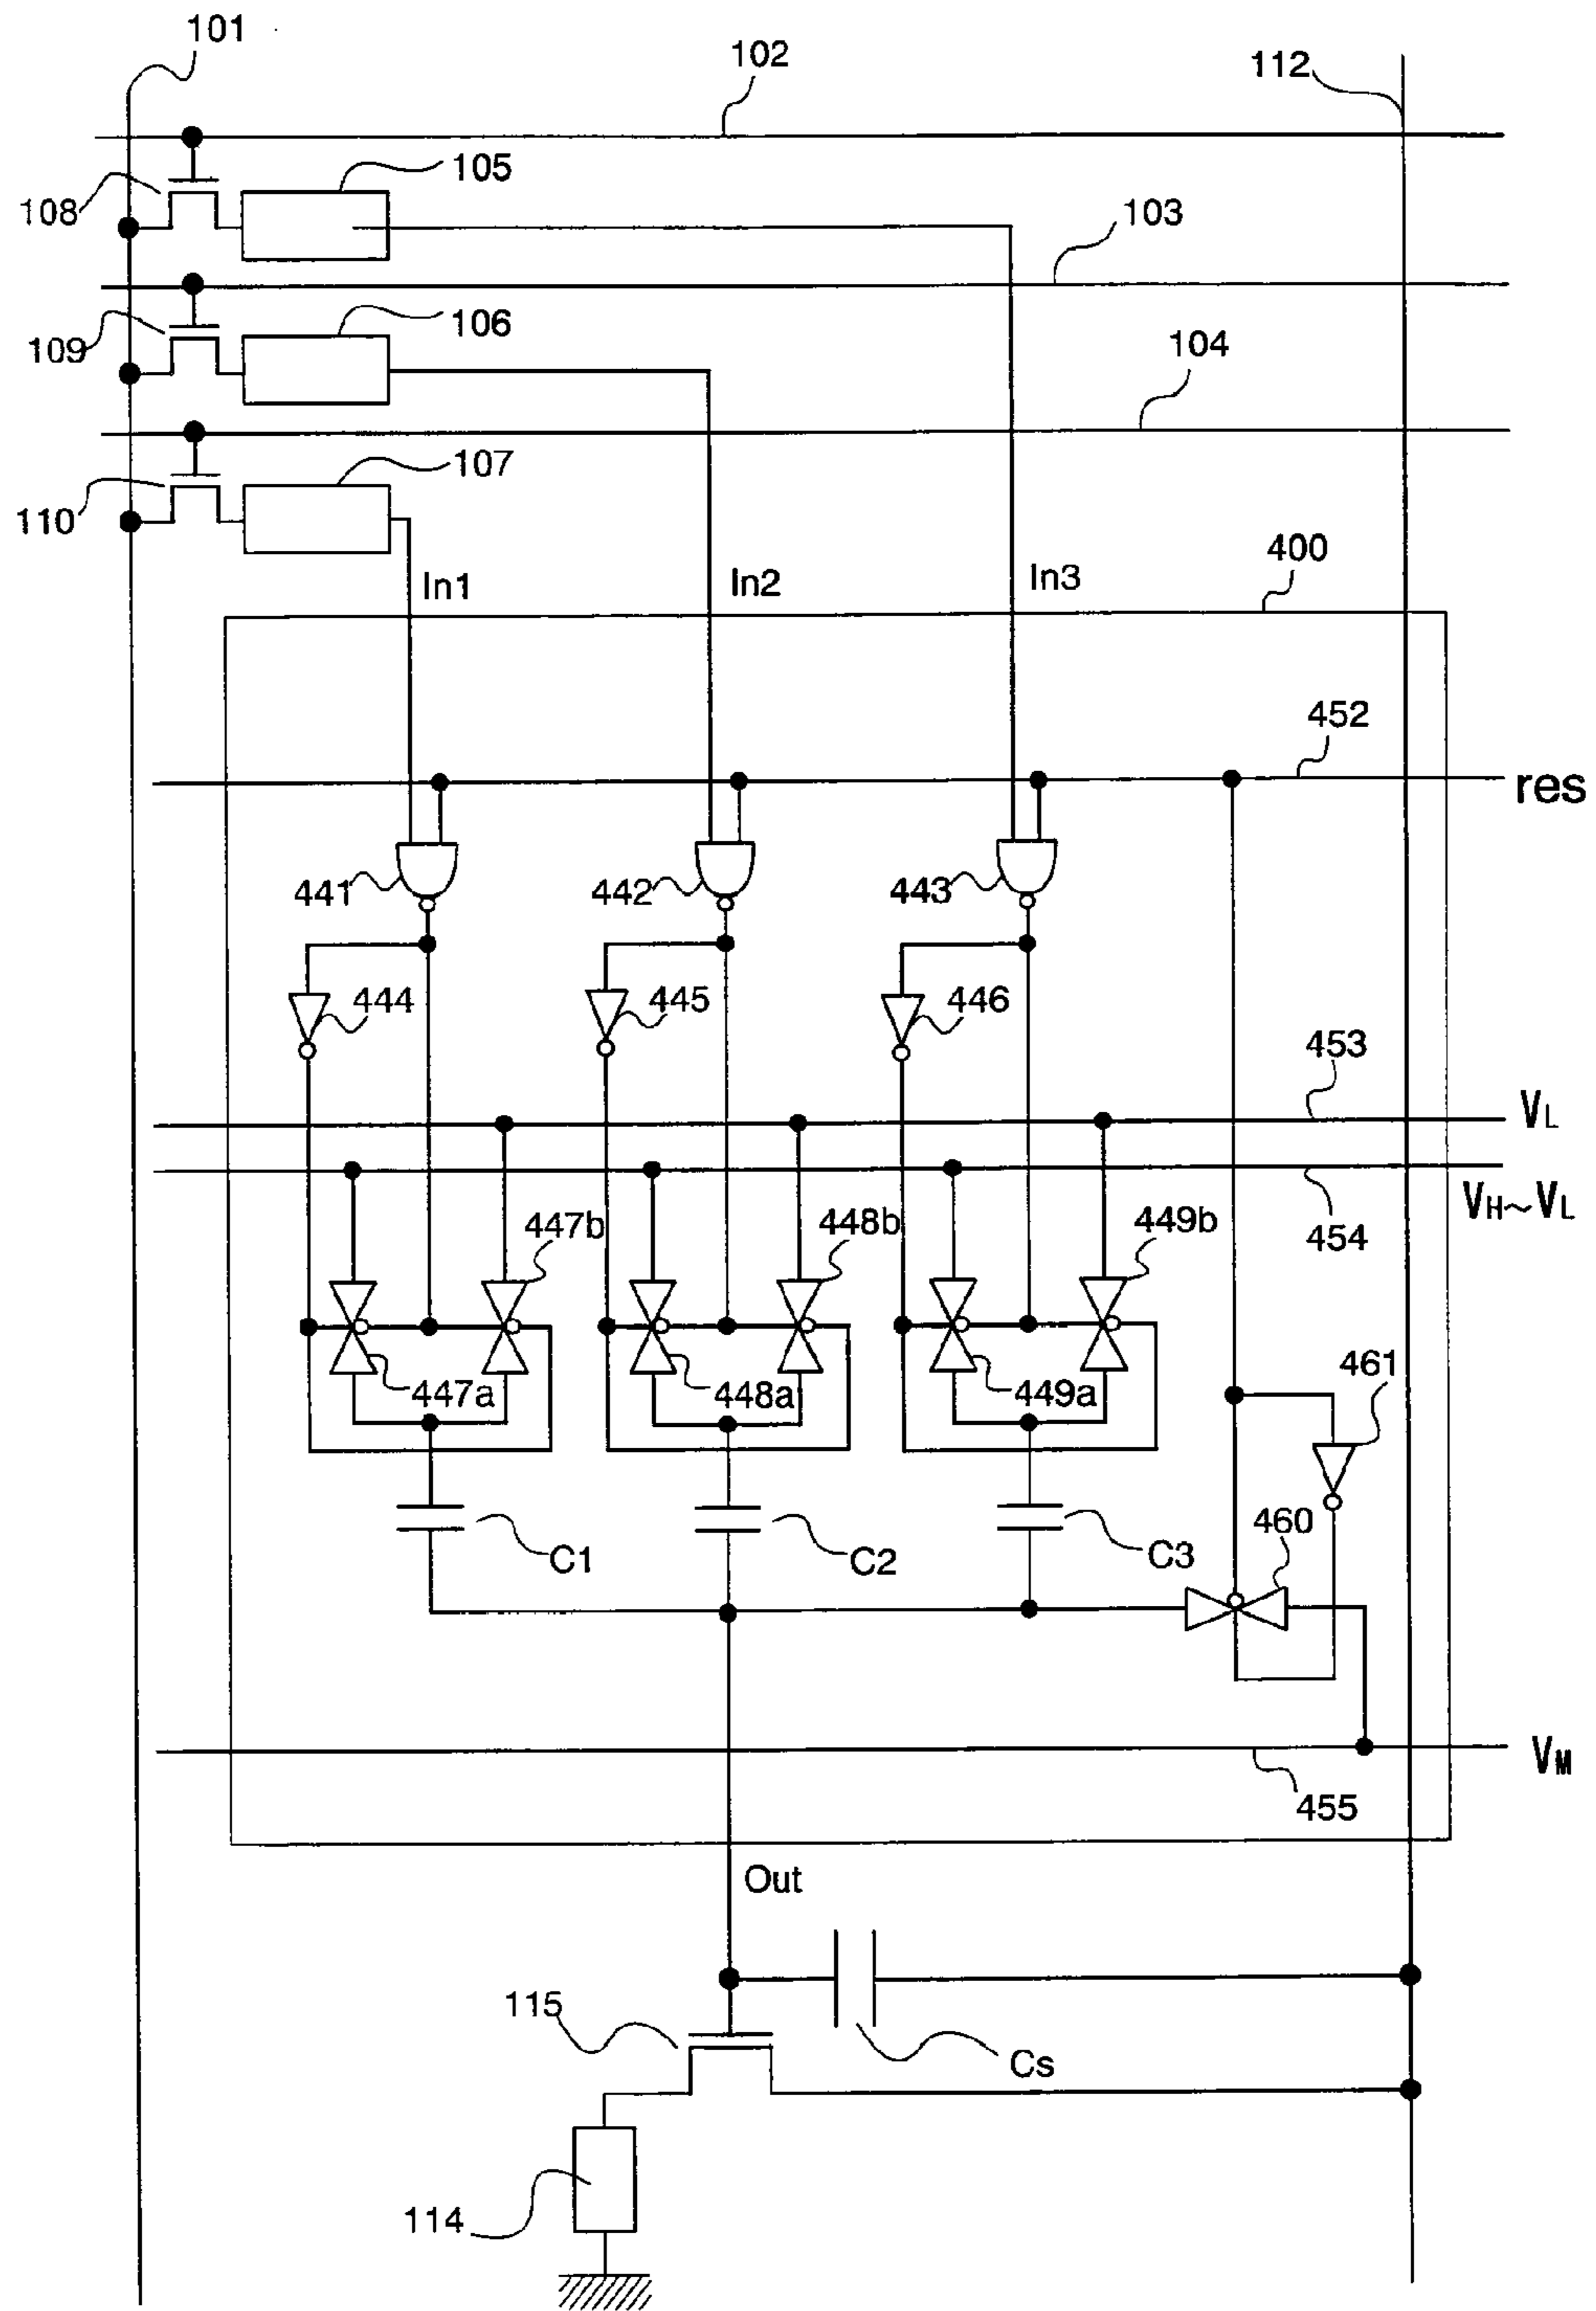 101
102
112
105
108
103
106
109
104
107
110
400
In1
In2
In3
452
res
441
442
443
444
445
446
453
VL
VH~VL
454
447b
448b
449b
461
447a
448a
449a
460
C1
C2
C3
VM
455
Out
115
Cs
114